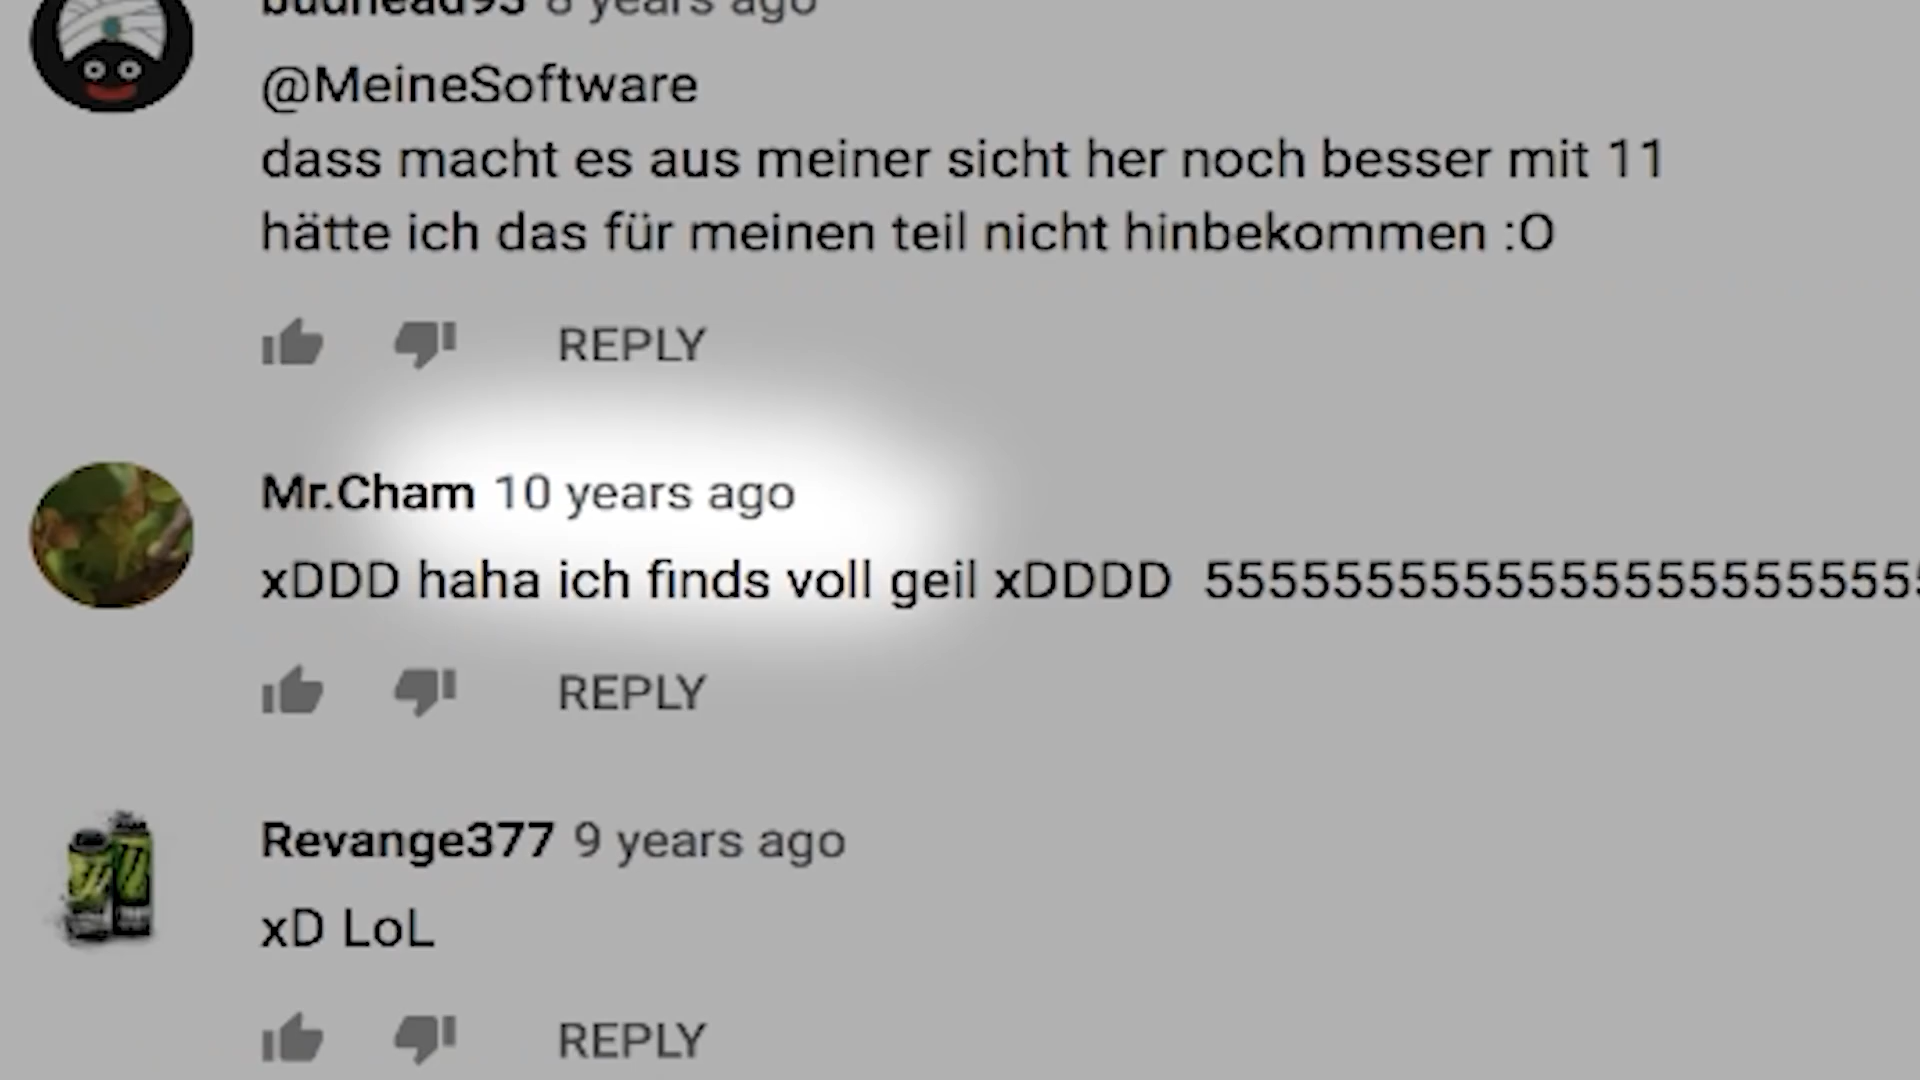 budhead93 8 years ago
@MeineSoftware
dass macht es aus meiner sicht her noch besser mit 11
hätte ich das für meinen teil nicht hinbekommen :O
REPLY
Mr.Cham 10 years ago
xDDD haha ich finds voll geil xDDDD 5555555555555555555555
REPLY
Revange377 9 years ago
xD LoL
REPLY